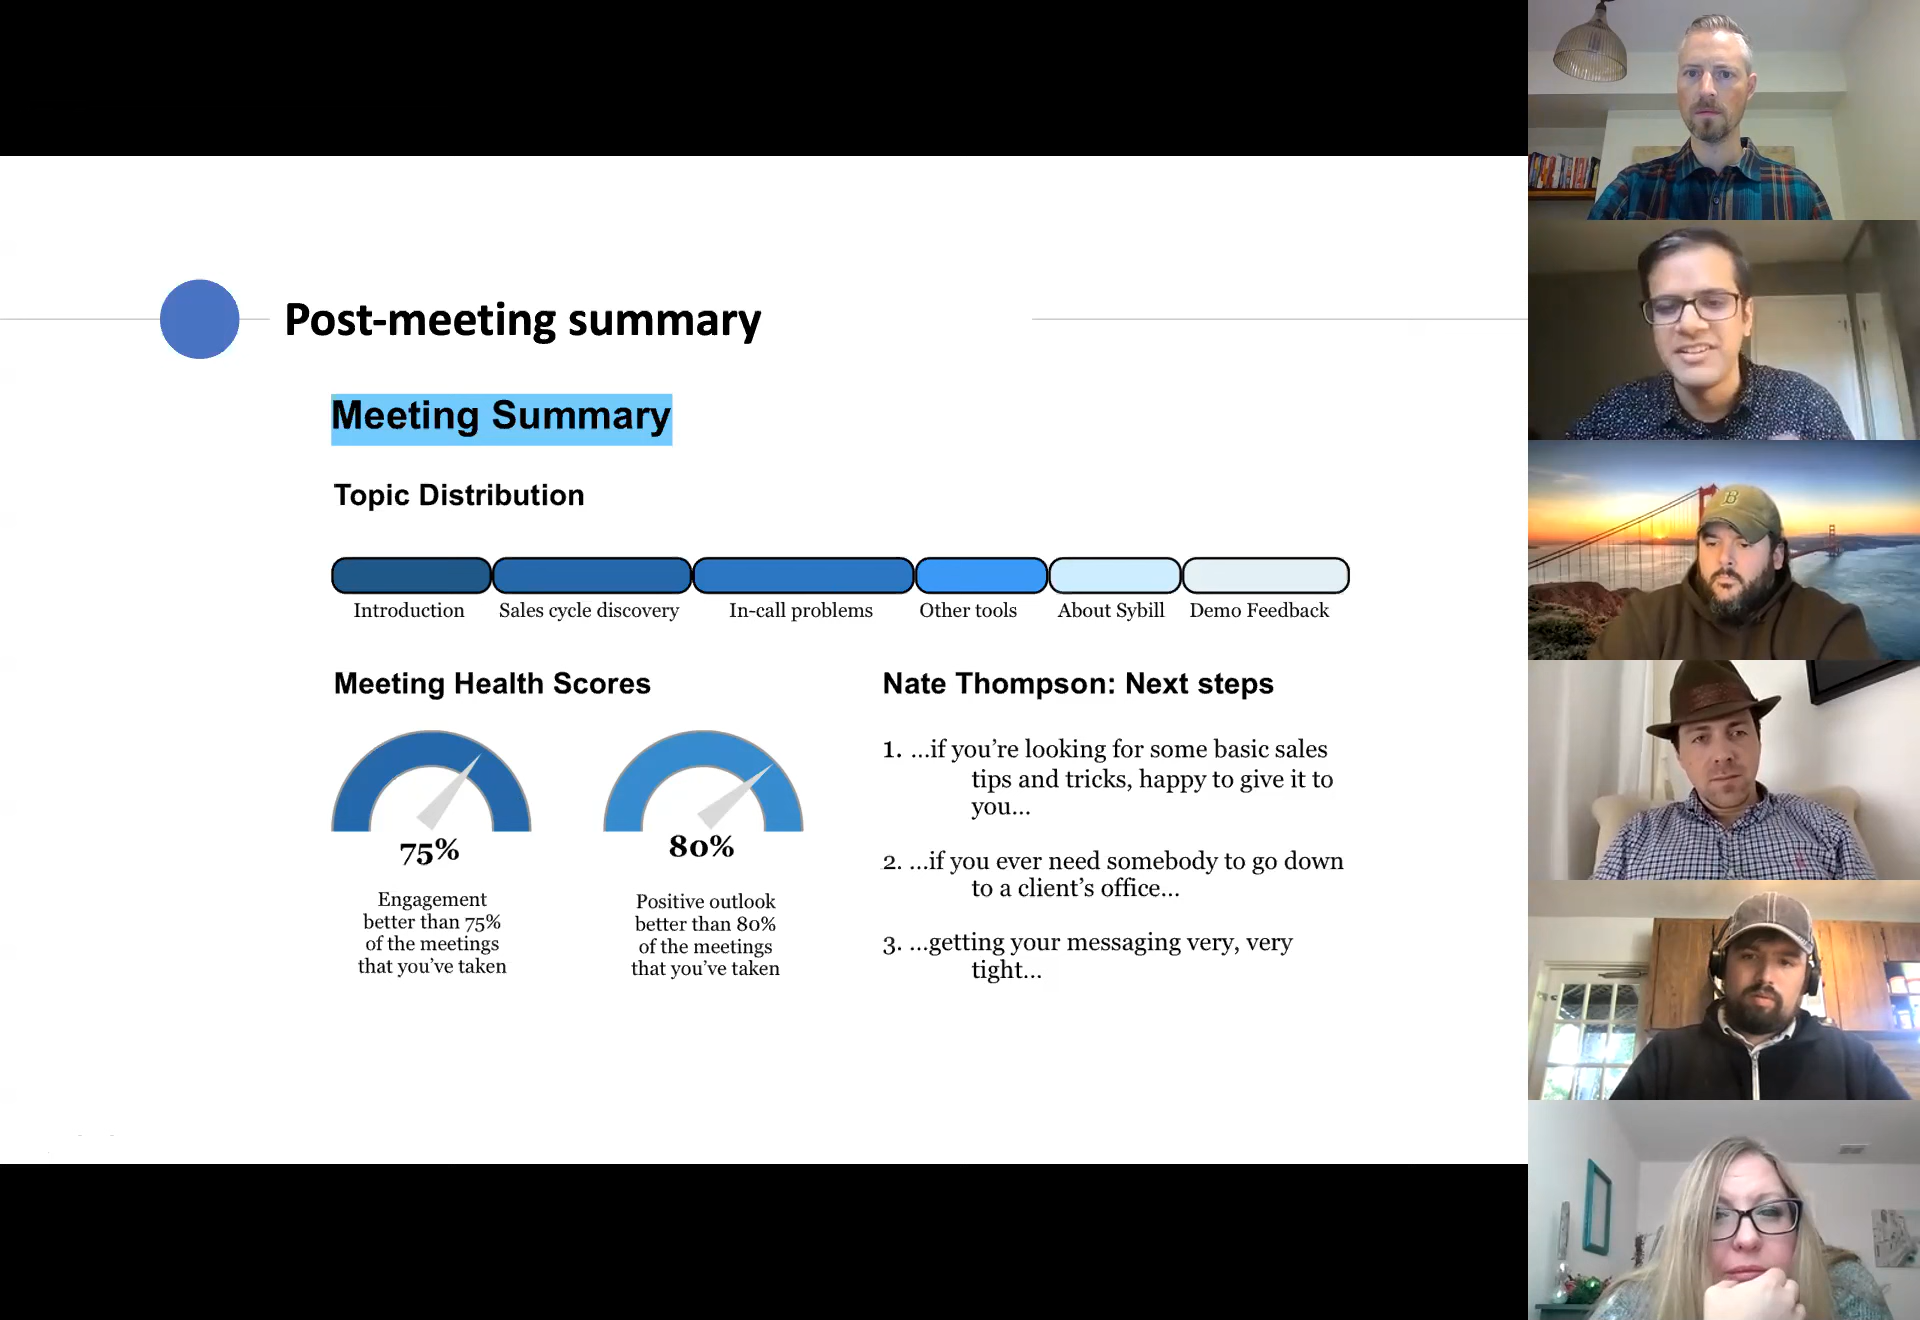 Post-meeting summary
Meeting Summary
Topic Distribution
Introduction
Sales cycle discovery
In-call problems
Other tools
About Sybill
Demo Feedback
Meeting Health Scores
75%
Engagement
better than 75%
of the meetings
that you've taken
80%
Positive outlook
better than 80%
of the meetings
that you've taken
Nate Thompson: Next steps
1. ...if you're looking for some basic sales
tips and tricks, happy to give it to
you...
2. ...if you ever need somebody to go down
to a client's office...
3. ...getting your messaging very, very
tight...
B